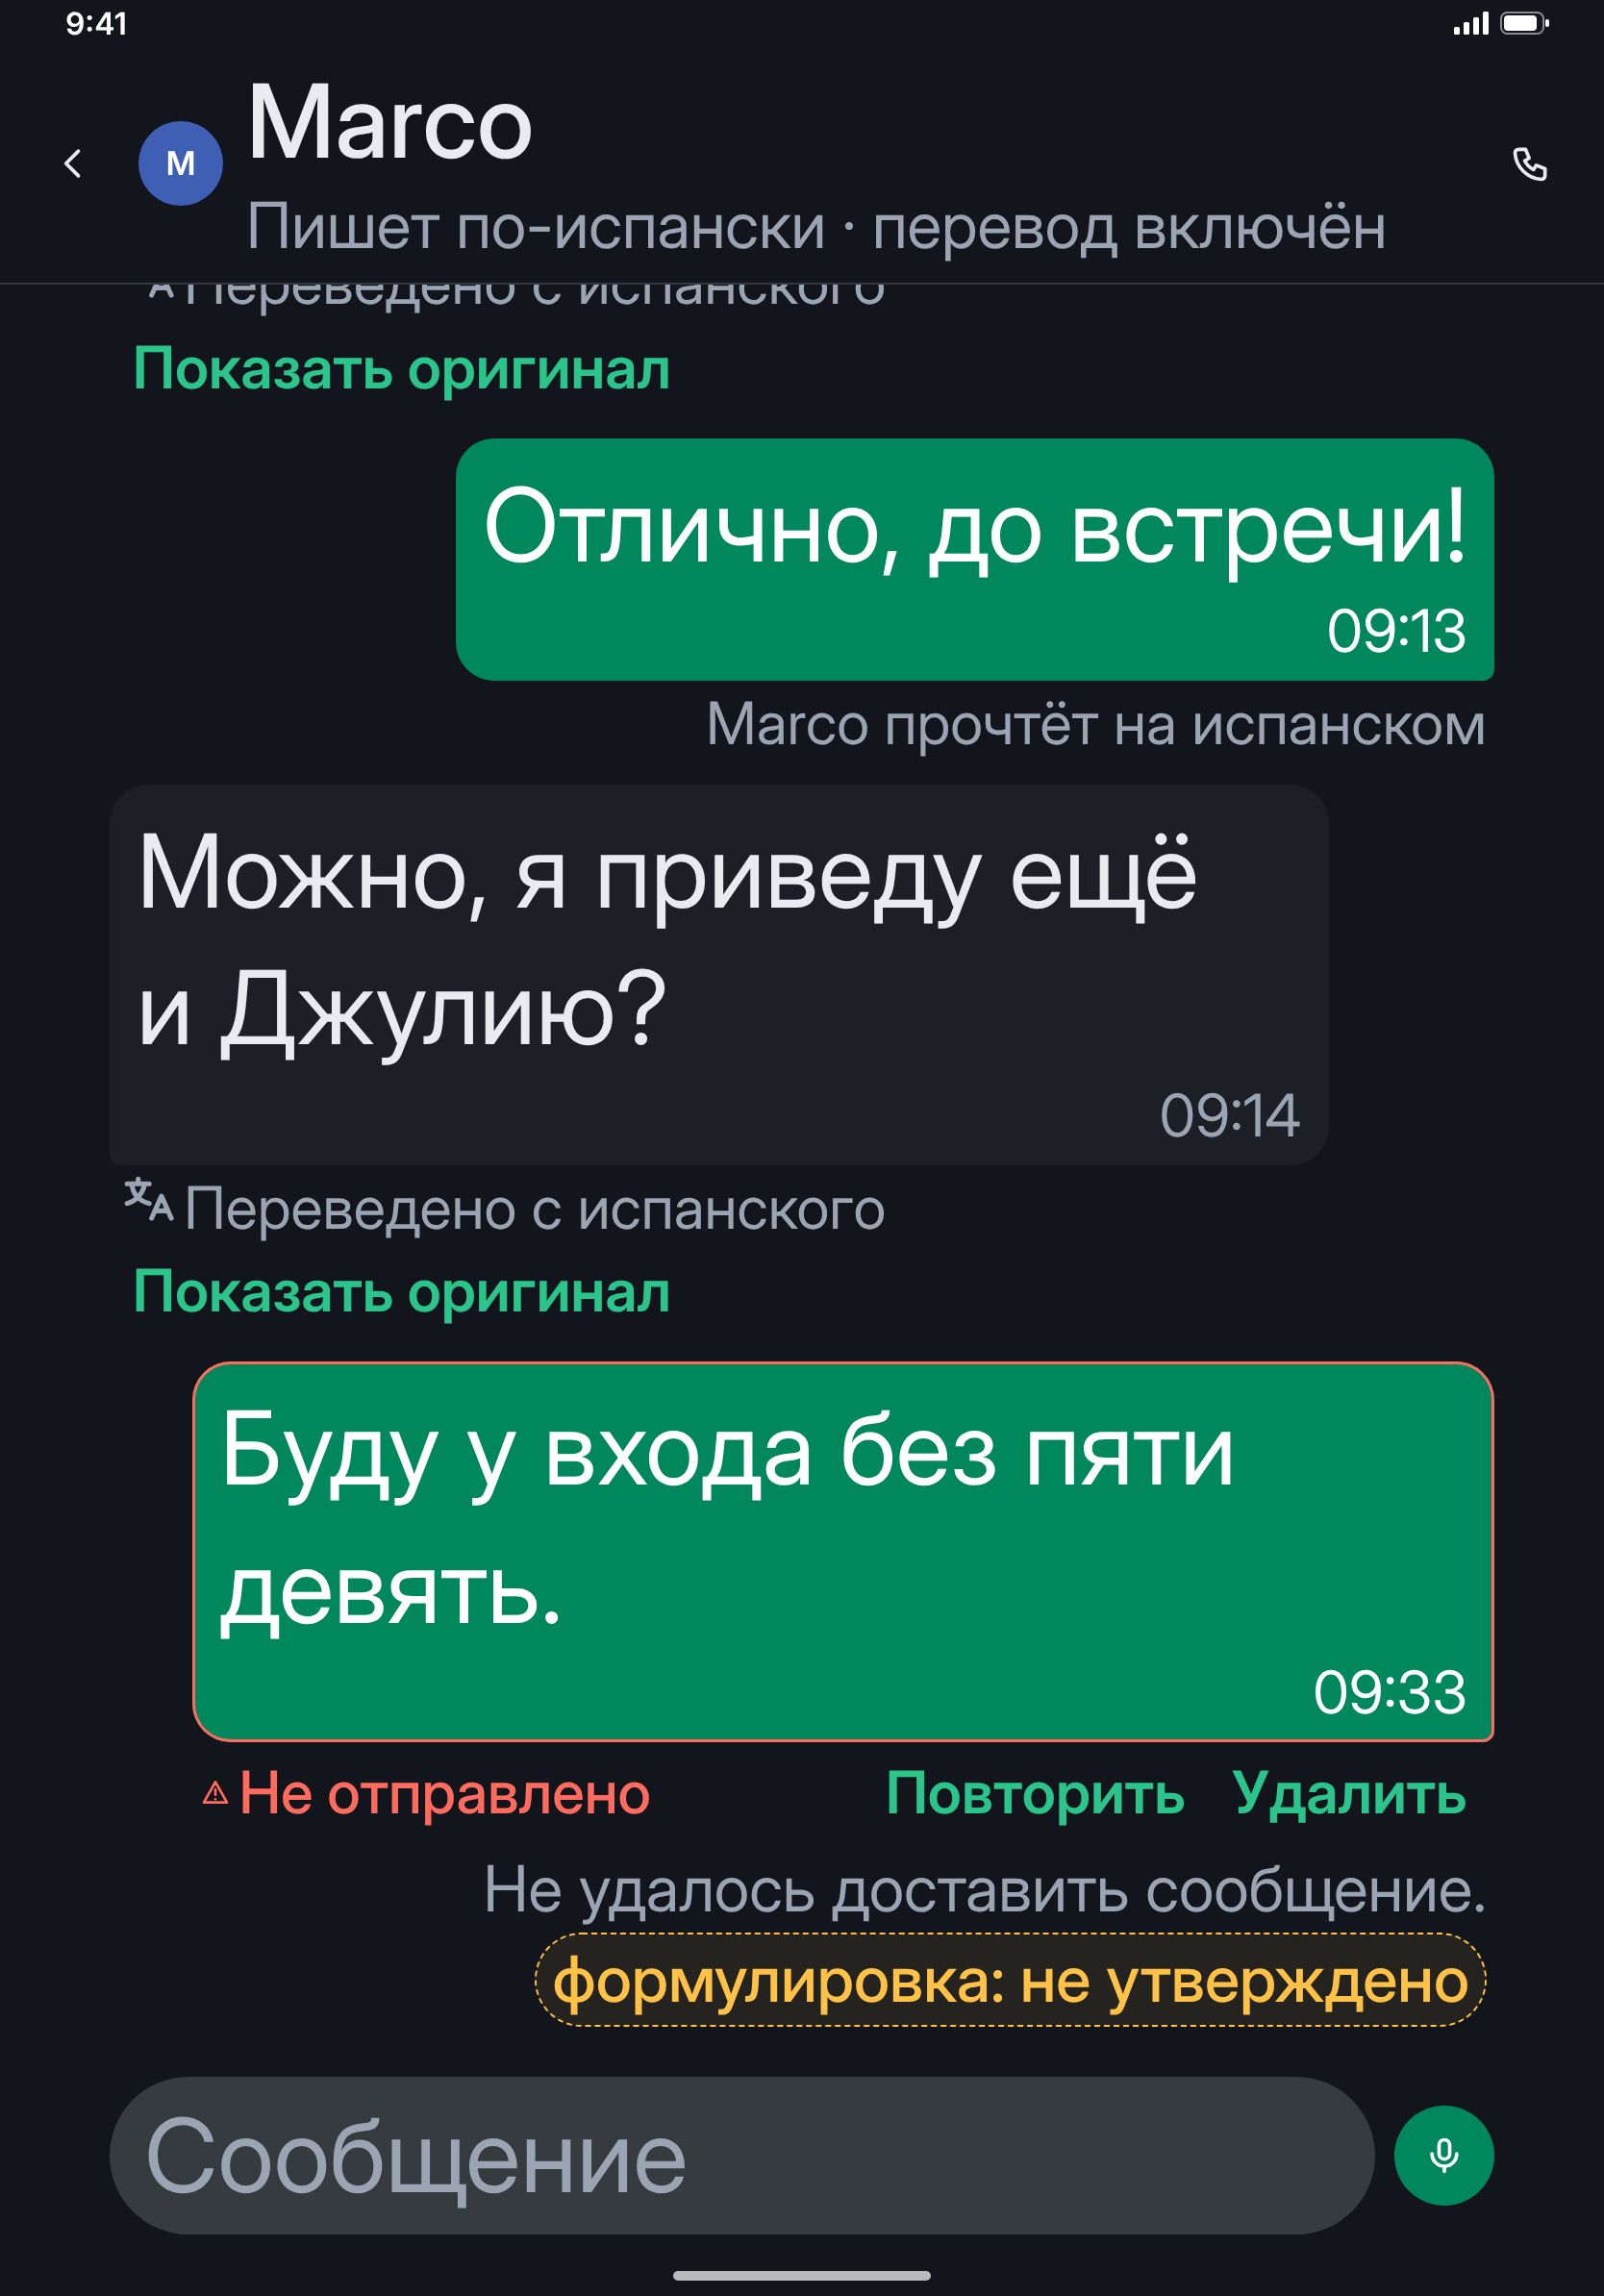 9:41
M
Marco
Пишет по-испански · перевод включён
Переведено с испанского
Показать оригинал
Отлично, до встречи!
09:13
Marco прочтёт на испанском
Можно, я приведу ещё
и Джулию?
09:14
Переведено с испанского
Показать оригинал
Буду у входа без пяти
девять.
09:33
Не отправлено
Повторить Удалить
Не удалось доставить сообщение.
формулировка: не утверждено
Сообщение